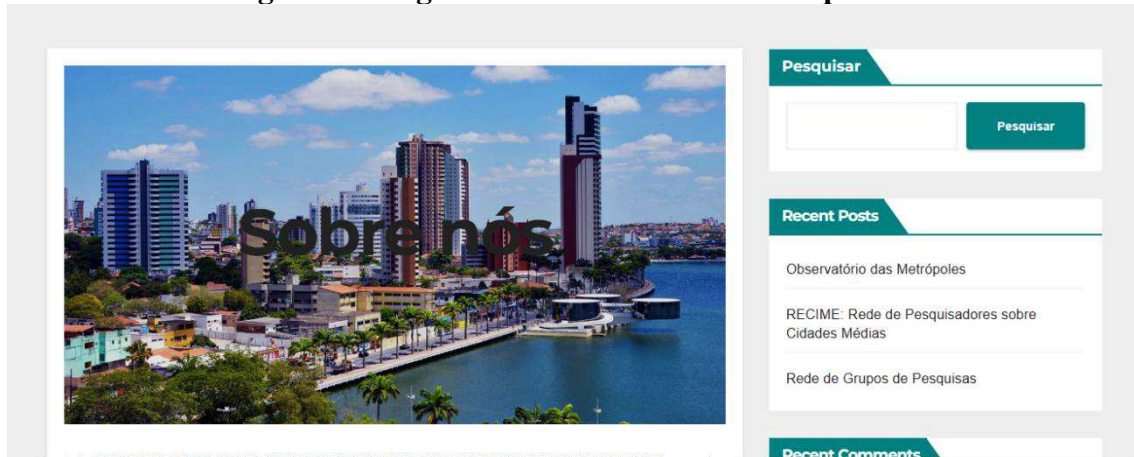 Sobre nós
Pesquisar
Pesquisar
Recent Posts
Observatório das Metrópoles
RECIME: Rede de Pesquisadores sobre
Cidades Médias
Rede de Grupos de Pesquisas
Recent Comments